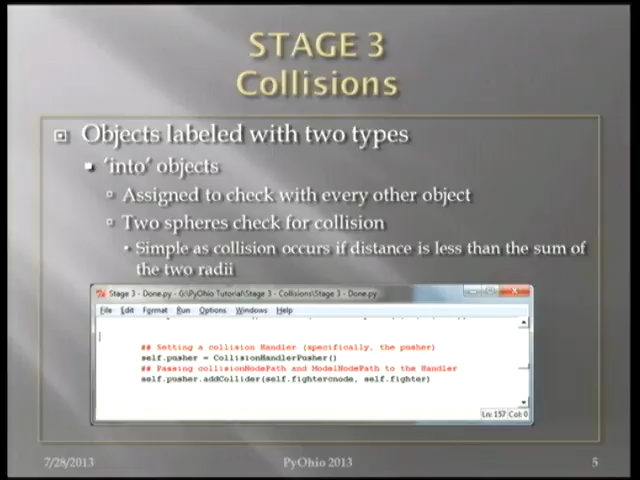 STAGE 3
Collisions
Objects labeled with two types
'into' objects
Assigned to check with every other object
Two spheres check for collision
Simple as collision occurs if distance is less than the sum of
the two radii
Stage 3 - Done.py - G:\PyOhio Tutorial\Stage 3 - Collisions\Stage 3 - Done.py
File Edit Format Run Options Windows Help
## Setting a collision Handler (specifically, the pusher)
self.pusher = CollisionHandlerPusher()
## Passing collisionNodePath and ModelNodePath to the Handler
self.pusher.addCollider(self.fightercnode, self.fighter)
Ln: 157 Col: 0
7/28/2013 PyOhio 2013 5